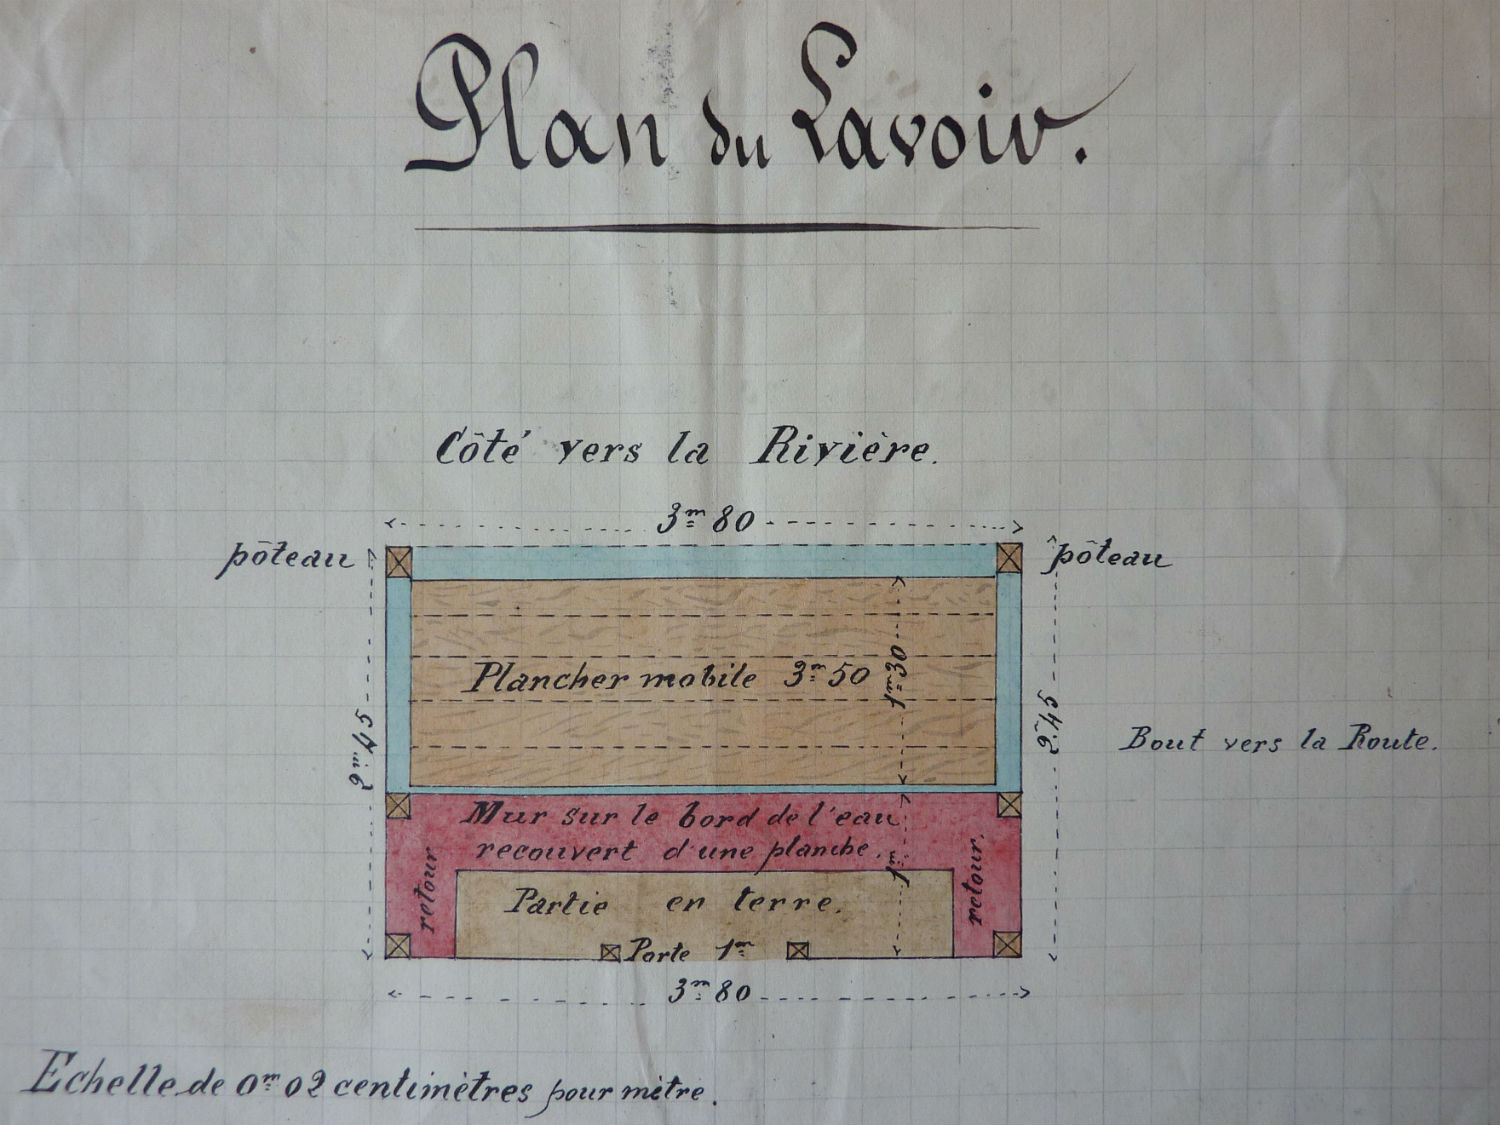 Plan du Lavoir.
Côté vers la Rivière.
3m 80
pôteau
pôteau
Plancher mobile 3m 50
1m 30
2m 45
2m 45
Bout vers la Route.
Mur sur le bord de l'eau
recouvert d'une planche.
1m
retour
retour.
Partie en terre.
Porte 1m
3m 80
Echelle de 0m 02 centimètres pour mètre.